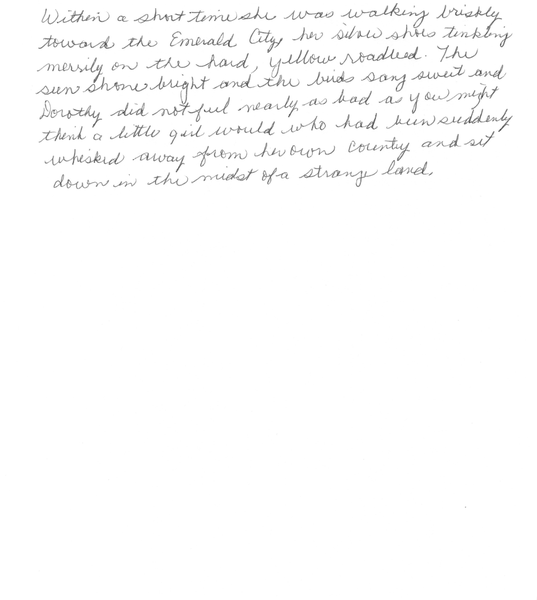 Within a short time she was walking briskly
toward the Emerald City, her silver shoes tinkling
merrily on the hard, yellow roadbed. The
sun shone bright and the birds sang sweet and
Dorothy did not feel nearly as bad as you might
think a little girl would who had been suddenly
whisked away from her own country and set
down in the midst of a strange land.